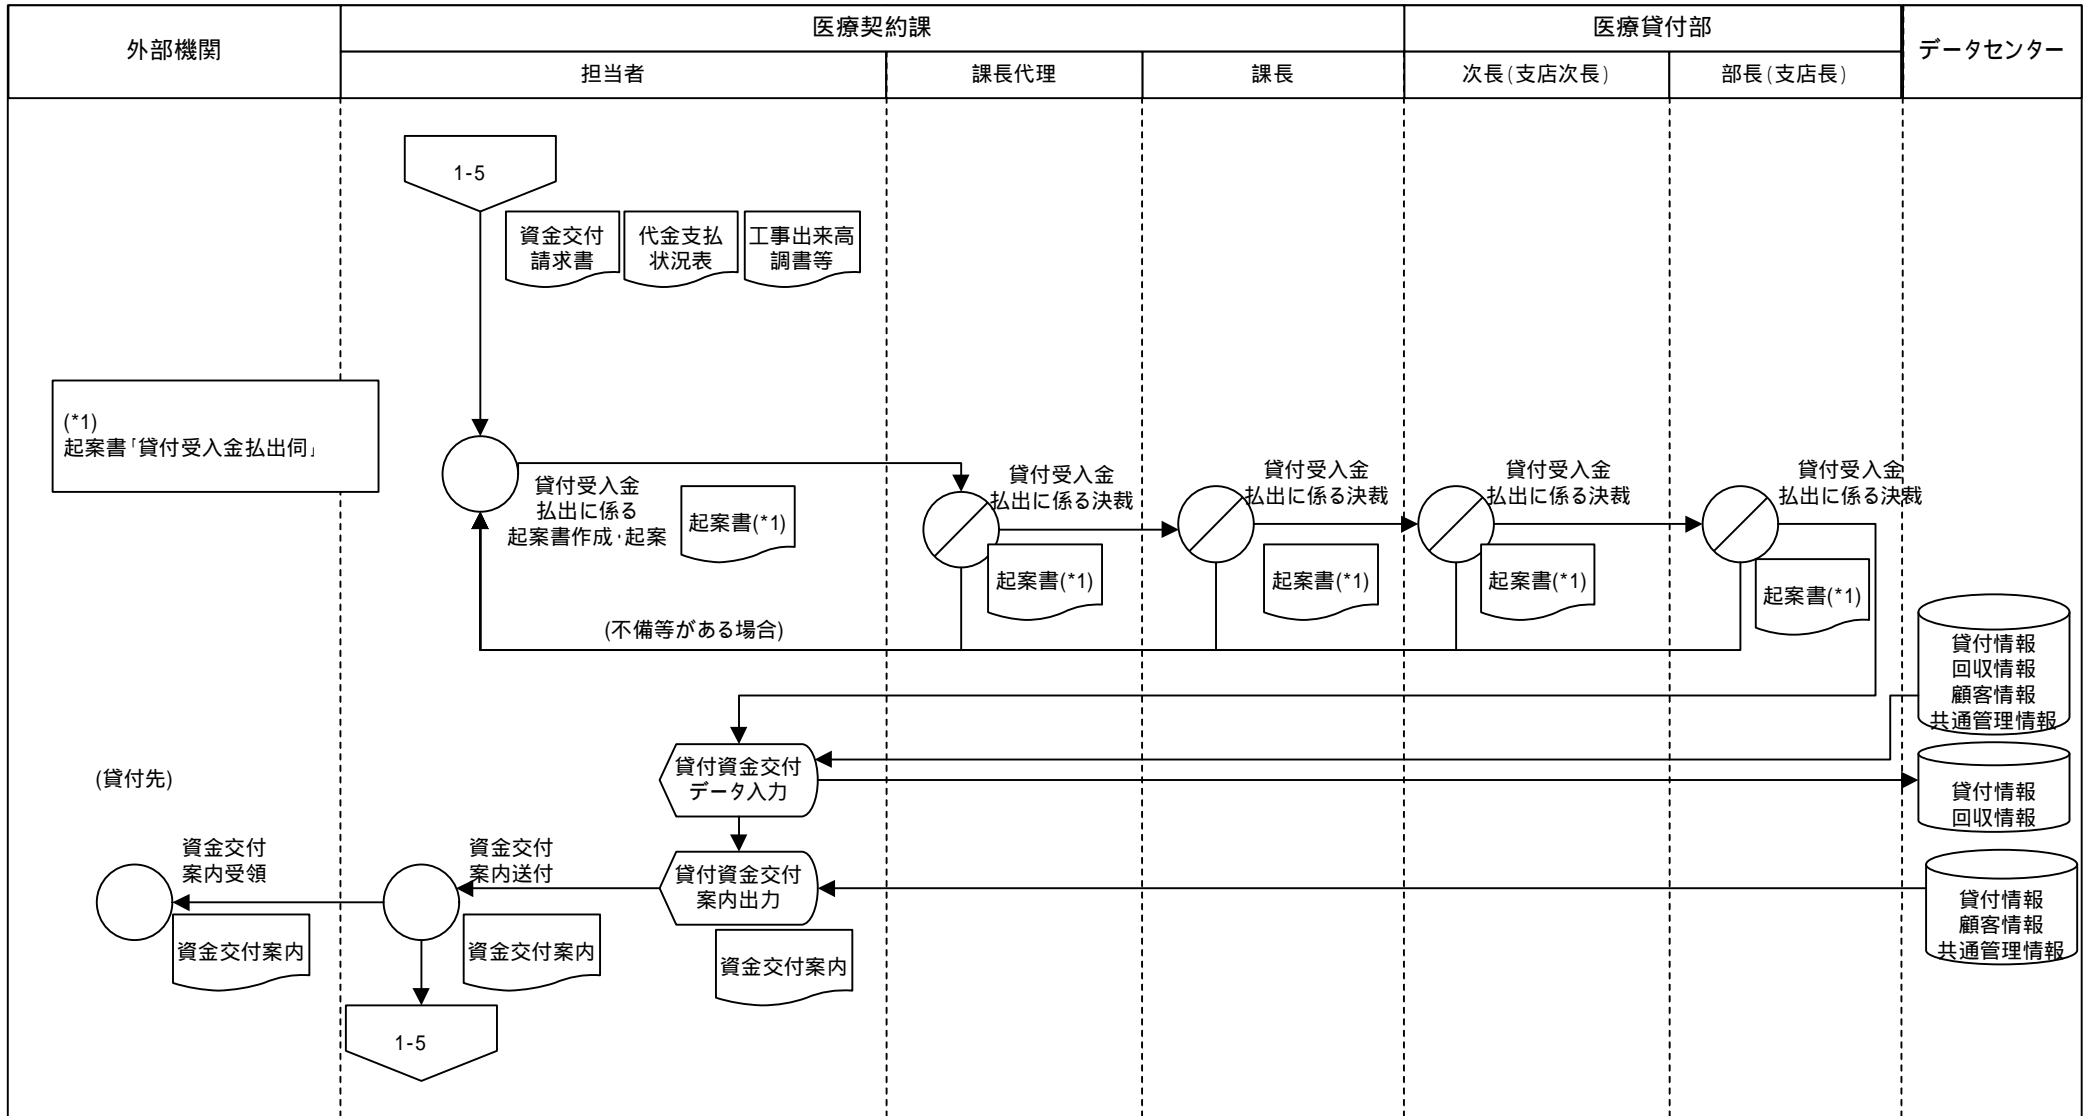 外部機関
医療契約課
医療貸付部
データセンター
担当者
課長代理
課長
次長(支店次長)
部長(支店長)
1-5
資金交付
請求書
代金支払
状況表
工事出来高
調書等
(*1)
起案書「貸付受入金払出伺」
貸付受入金
払出に係る
起案書作成・起案
起案書(*1)
貸付受入金
払出に係る決裁
起案書(*1)
貸付受入金
払出に係る決裁
起案書(*1)
貸付受入金
払出に係る決裁
起案書(*1)
貸付受入金
払出に係る決裁
起案書(*1)
(不備等がある場合)
貸付情報
回収情報
顧客情報
共通管理情報
貸付資金交付
データ入力
貸付情報
回収情報
(貸付先)
資金交付
案内受領
資金交付案内
資金交付
案内送付
資金交付案内
貸付資金交付
案内出力
資金交付案内
貸付情報
顧客情報
共通管理情報
1-5